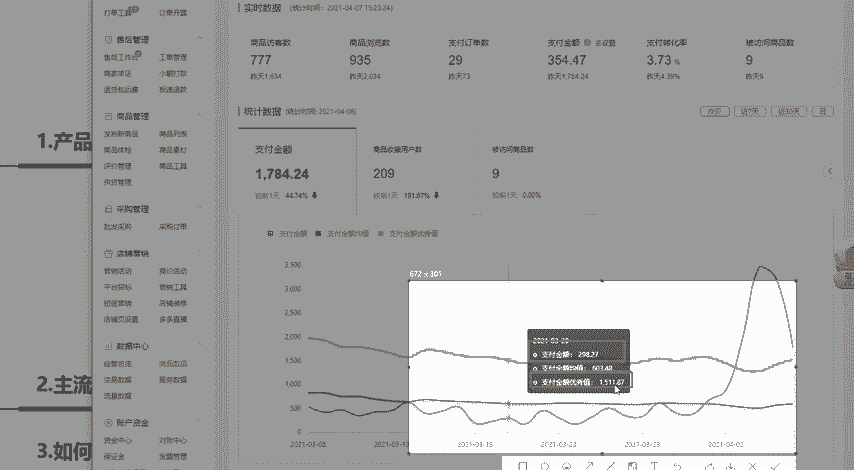 1.产品
2.主流
3.如何
打单工具
订单开票
售后管理
售后工作台
工单管理
商家举证
小额打款
退货包运费
极速退款
商品管理
发布新商品
商品列表
商品体检
商品素材
评价管理
商品工具
供货管理
采购管理
批发采购
采购订单
店铺营销
营销活动
竞价活动
平台招标
营销工具
短信营销
店铺装修
店铺页设置
多多直播
数据中心
经营总览
商品数据
交易数据
服务数据
流量数据
账户资金
资金中心
对账中心
保证金
发票管理
实时数据 (统计时间：2021-04-07 15:23:24)
商品访客数
777
昨天1,634
商品浏览数
935
昨天2,024
支付订单数
29
昨天73
支付金额
354.47
昨天1,784.24
支付转化率
3.73 %
昨天4.39%
被访问商品数
9
昨天9
统计数据 (统计时间: 2021-04-06)
昨天
近7天
近30天
日
支付金额
1,784.24
较前1天 44.74%
商品收藏用户数
209
较前1天 191.87%
被访问商品数
9
较前1天 0.00%
支付金额
支付金额均值
支付金额优秀值
3,500
3,000
2,500
2,000
1,500
1,000
500
0
672 x 301
支付金额： 298.27
支付金额均值： 603.48
支付金额优秀值： 1,511.87
2021-03-08
2021-03-13
2021-03-18
2021-03-23
2021-03-28
2021-04-02